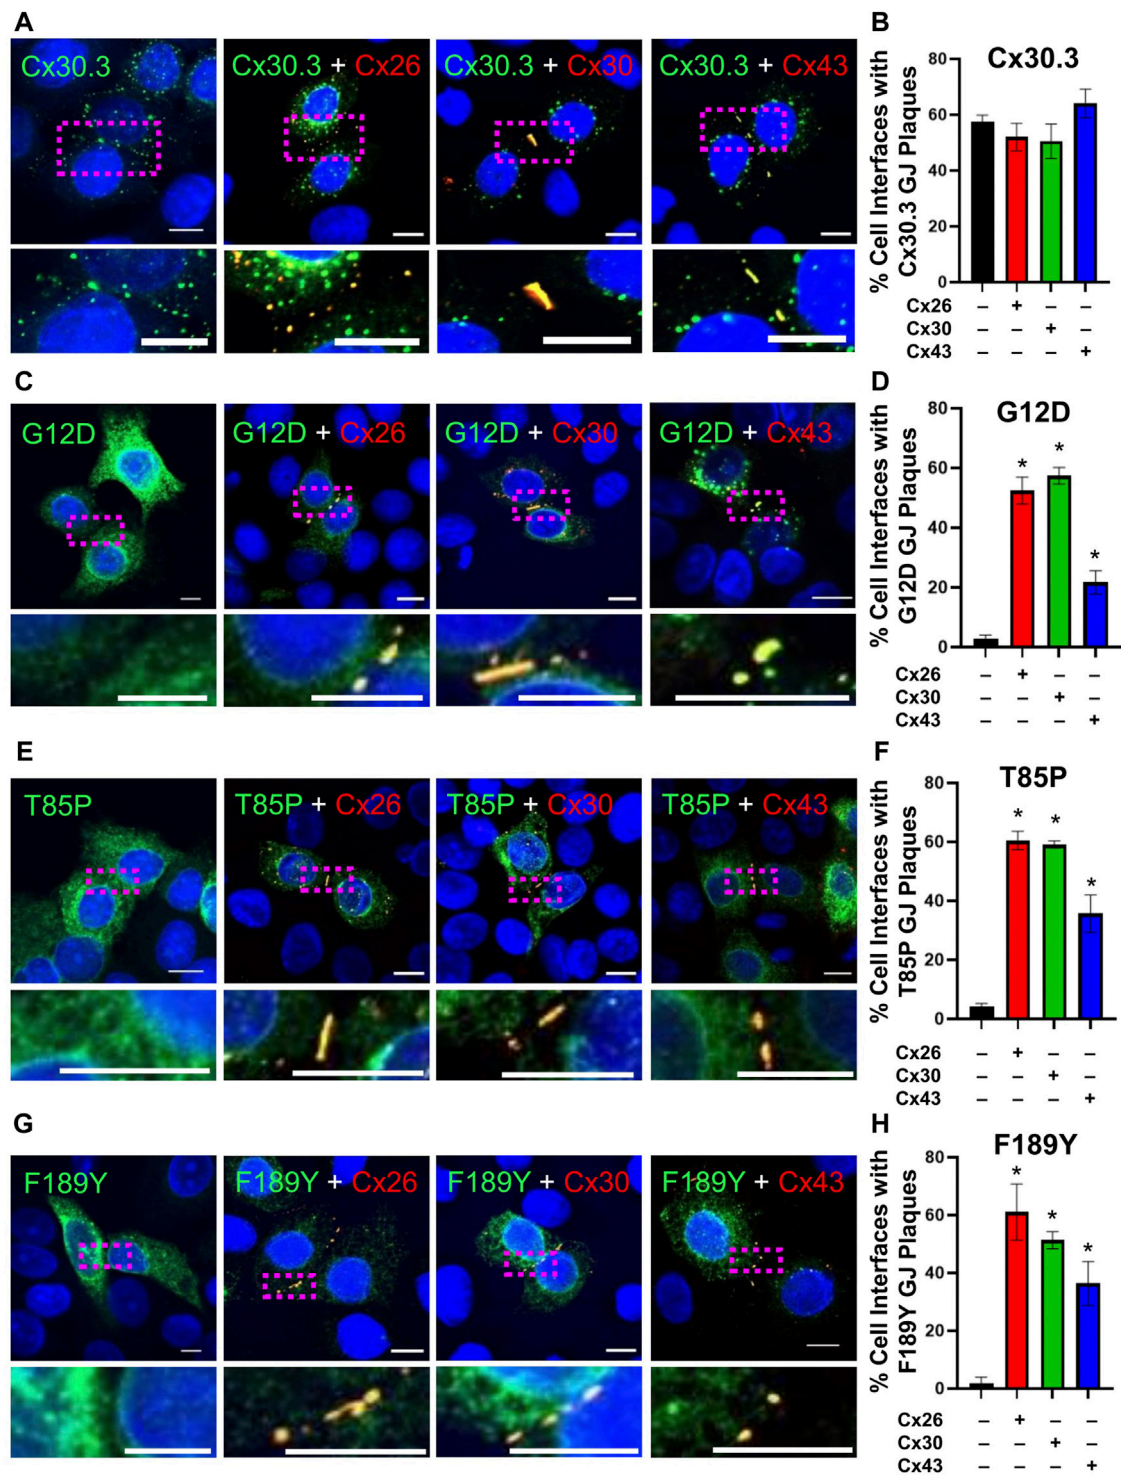 A
Cx30.3
Cx30.3 + Cx26
Cx30.3 + Cx30
Cx30.3 + Cx43
B
Cx30.3
% Cell Interfaces with
Cx30.3 GJ Plaques
80
60
40
20
0
Cx26 – + – –
Cx30 – – + –
Cx43 – – – +
C
G12D
G12D + Cx26
G12D + Cx30
G12D + Cx43
D
G12D
% Cell Interfaces with
G12D GJ Plaques
80
60
40
20
0
* * *
Cx26 – + – –
Cx30 – – + –
Cx43 – – – +
E
T85P
T85P + Cx26
T85P + Cx30
T85P + Cx43
F
T85P
% Cell Interfaces with
T85P GJ Plaques
80
60
40
20
0
* * *
Cx26 – + – –
Cx30 – – + –
Cx43 – – – +
G
F189Y
F189Y + Cx26
F189Y + Cx30
F189Y + Cx43
H
F189Y
% Cell Interfaces with
F189Y GJ Plaques
80
60
40
20
0
* * *
Cx26 – + – –
Cx30 – – + –
Cx43 – – – +